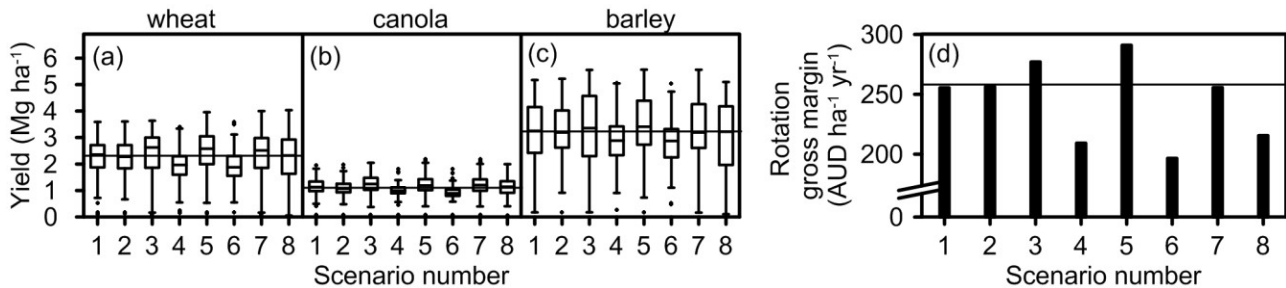 wheat canola barley
(a) (b) (c) (d)
Yield (Mg ha⁻¹)
6
5
4
3
2
1
0
1 2 3 4 5 6 7 8 1 2 3 4 5 6 7 8 1 2 3 4 5 6 7 8
Scenario number
Rotation
gross margin
(AUD ha⁻¹ yr⁻¹)
300
250
200
0
1 2 3 4 5 6 7 8
Scenario number